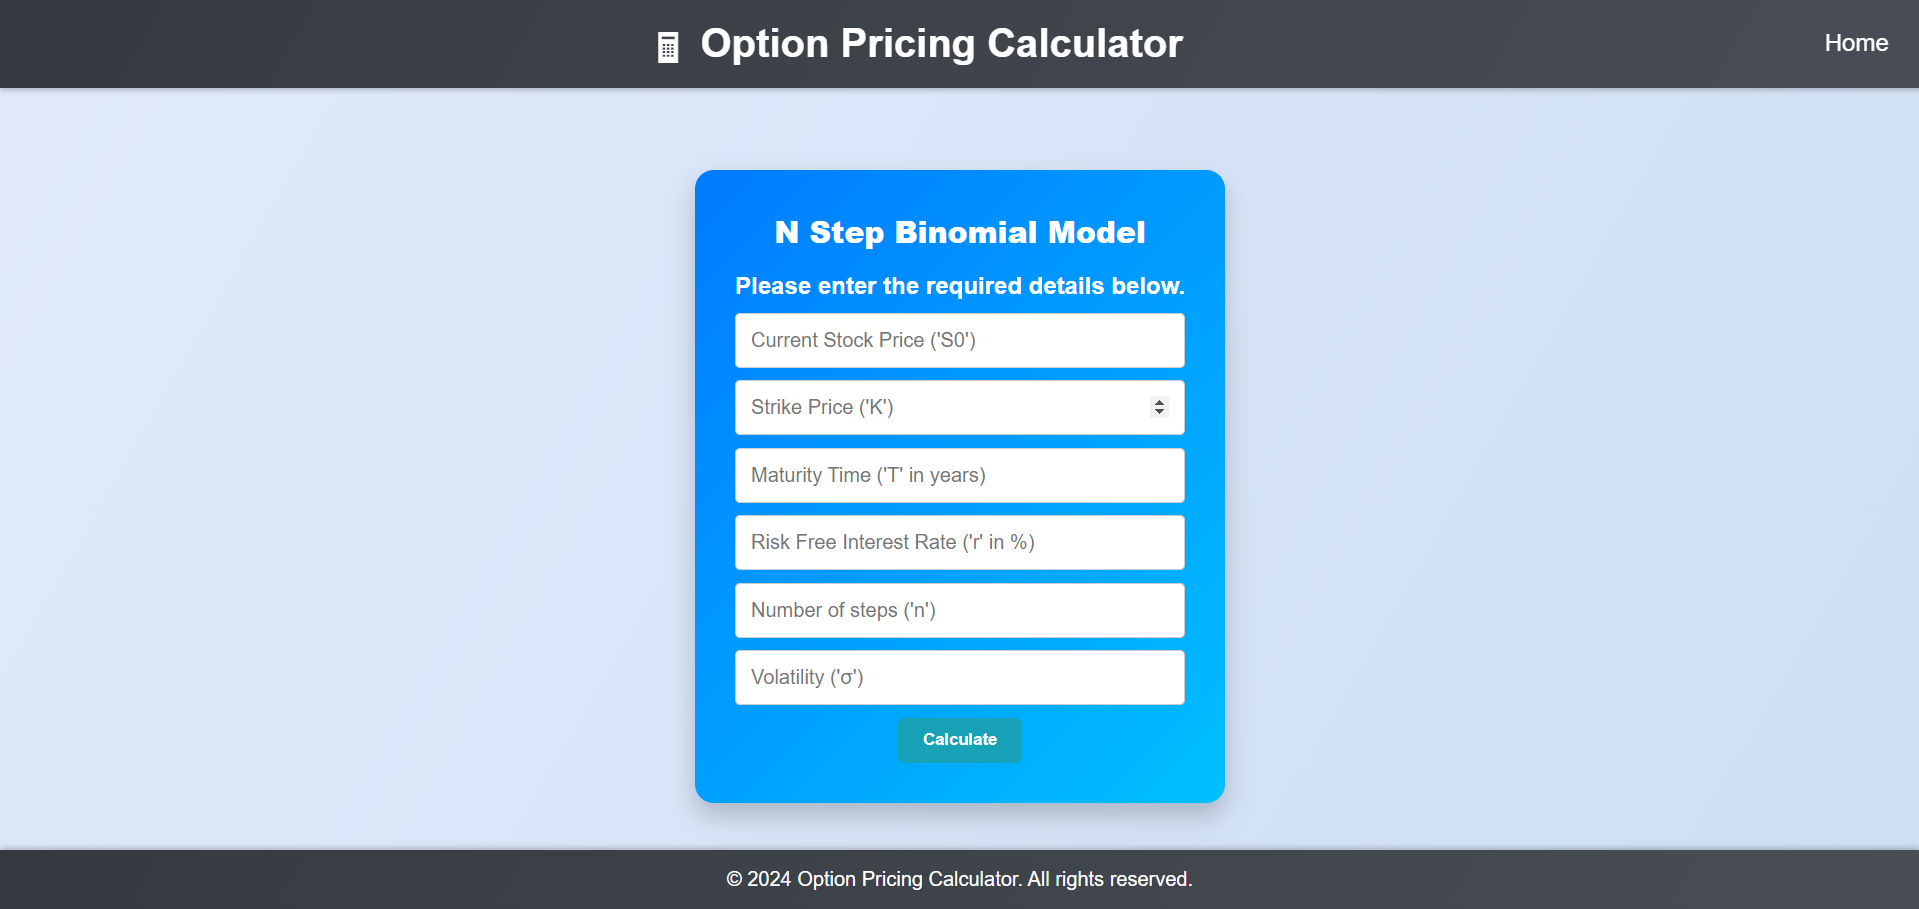 Option Pricing Calculator
Home
N Step Binomial Model
Please enter the required details below.
Current Stock Price ('S0')
Strike Price ('K')
Maturity Time ('T' in years)
Risk Free Interest Rate ('r' in %)
Number of steps ('n')
Volatility ('σ')
Calculate
© 2024 Option Pricing Calculator. All rights reserved.